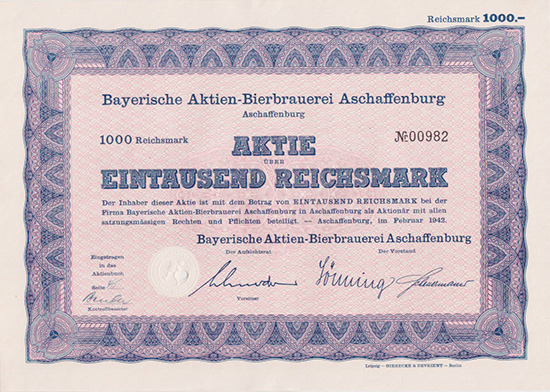 Reichsmark 1000.–
Bayerische Aktien-Bierbrauerei Aschaffenburg
Aschaffenburg
1000 Reichsmark
AKTIE
№ 00982
ÜBER
EINTAUSEND REICHSMARK
Der Inhaber dieser Aktie ist mit dem Betrag von EINTAUSEND REICHSMARK bei der
Firma Bayerische Aktien-Bierbrauerei Aschaffenburg in Aschaffenburg als Aktionär mit allen
satzungsmässigen Rechten und Pflichten beteiligt. — Aschaffenburg, im Februar 1942.
Bayerische Aktien-Bierbrauerei Aschaffenburg
Der Aufsichtsrat Der Vorstand
Eingetragen
in das
Aktienbuch
Seite
Kontrollbeamter
Vorsitzer
Leipzig – GIESECKE & DEVRIENT – Berlin